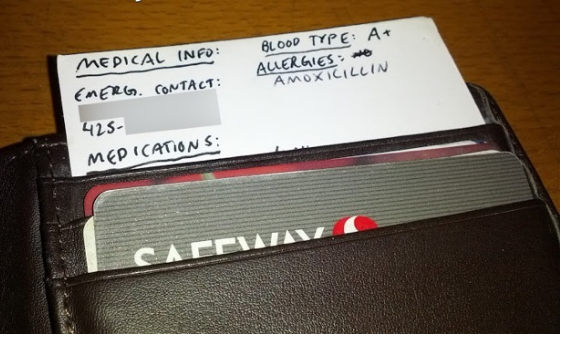 MEDICAL INFO:
EMERG. CONTACT:
425-
MEDICATIONS:
BLOOD TYPE: A+
ALLERGIES:
AMOXICILLIN
SAFEWAY